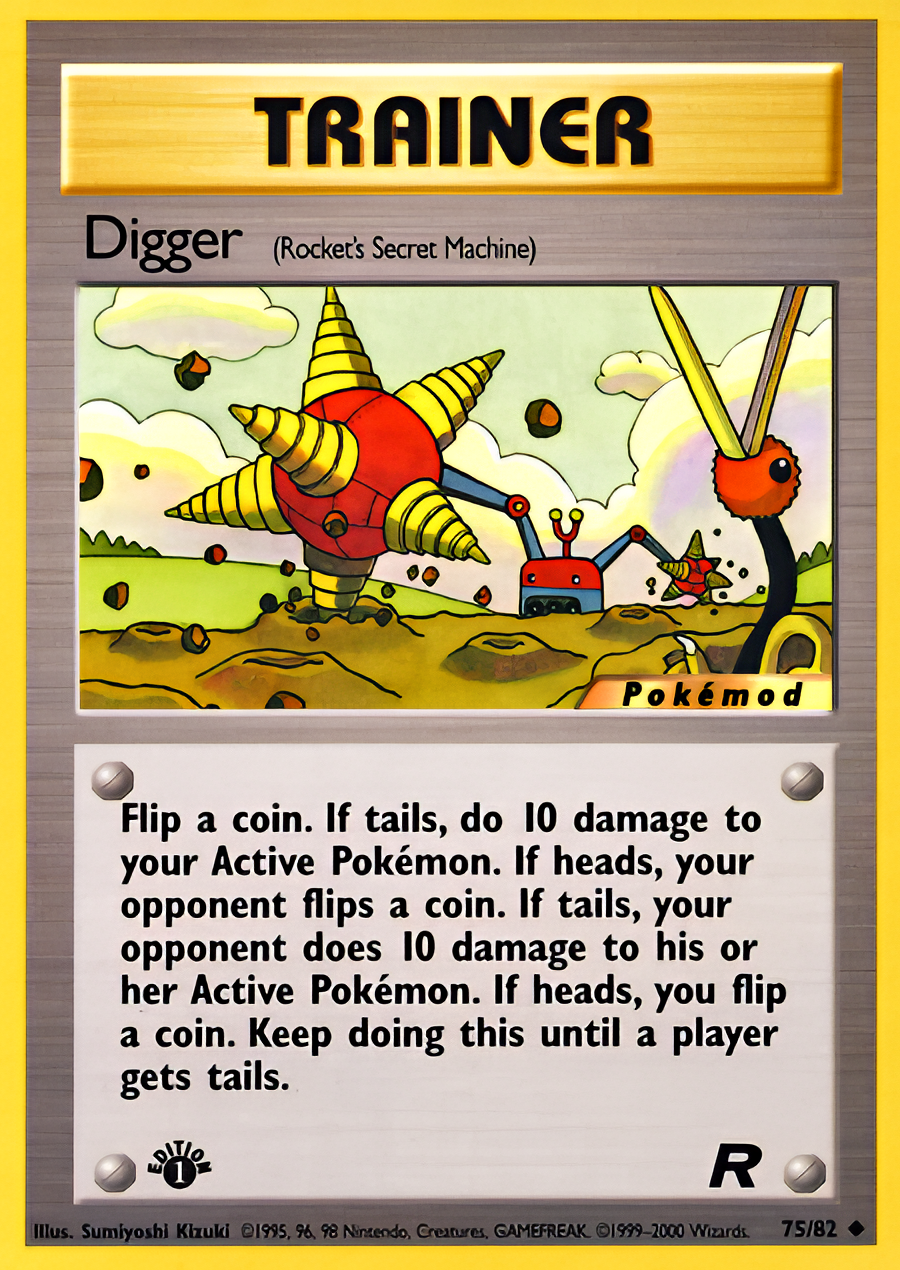 TRAINER
Digger (Rocket's Secret Machine)
Pokémod
Flip a coin. If tails, do 10 damage to
your Active Pokémon. If heads, your
opponent flips a coin. If tails, your
opponent does 10 damage to his or
her Active Pokémon. If heads, you flip
a coin. Keep doing this until a player
gets tails.
EDITION
1
R
Illus. Sumiyoshi Kizuki ©1995, 96, 98 Nintendo, Creatures, GAMEFREAK. ©1999–2000 Wizards. 75/82 ◆